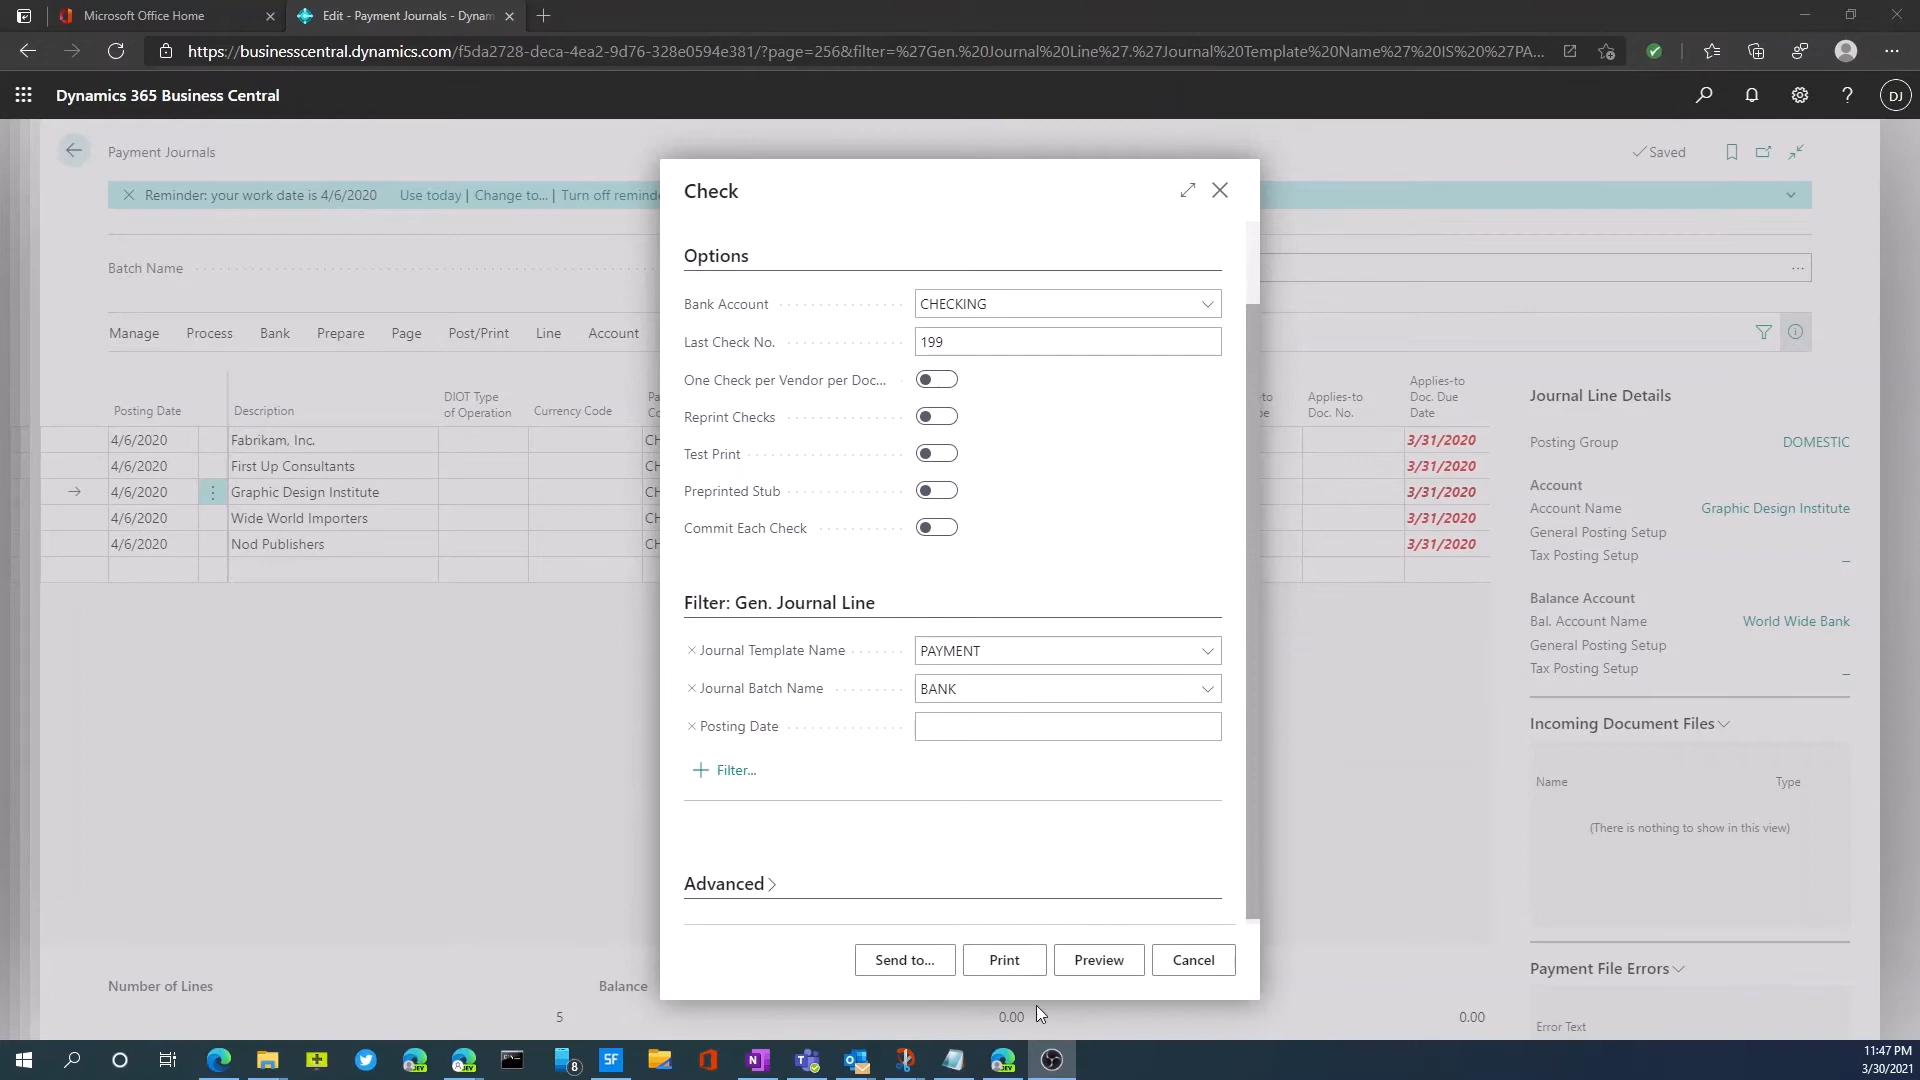 Microsoft Office Home
Edit - Payment Journals - Dynam
https://businesscentral.dynamics.com/f5da2728-deca-4ea2-9d76-328e0594e381/?page=256&filter=%27Gen.%20Journal%20Line%27.%27Journal%20Template%20Name%27%20IS%20%27PA...
Dynamics 365 Business Central
DJ
Payment Journals
Saved
Reminder: your work date is 4/6/2020 Use today | Change to... | Turn off reminde
Batch Name
...
Manage Process Bank Prepare Page Post/Print Line Account
Posting Date
Description
DIOT Type of Operation
Currency Code
Pa
Co
Applies-to Doc. No.
Applies-to Doc. Due Date
4/6/2020 Fabrikam, Inc. 3/31/2020
4/6/2020 First Up Consultants 3/31/2020
4/6/2020 Graphic Design Institute 3/31/2020
4/6/2020 Wide World Importers 3/31/2020
4/6/2020 Nod Publishers 3/31/2020
Number of Lines
Balance
5
0.00
0.00
Check
Options
Bank Account CHECKING
Last Check No. 199
One Check per Vendor per Doc...
Reprint Checks
Test Print
Preprinted Stub
Commit Each Check
Filter: Gen. Journal Line
Journal Template Name PAYMENT
Journal Batch Name BANK
Posting Date
Filter...
Advanced
Send to... Print Preview Cancel
Journal Line Details
Posting Group DOMESTIC
Account
Account Name Graphic Design Institute
General Posting Setup
Tax Posting Setup _
Balance Account
Bal. Account Name World Wide Bank
General Posting Setup
Tax Posting Setup _
Incoming Document Files
Name Type
(There is nothing to show in this view)
Payment File Errors
Error Text
8
SF
11:47 PM
3/30/2021